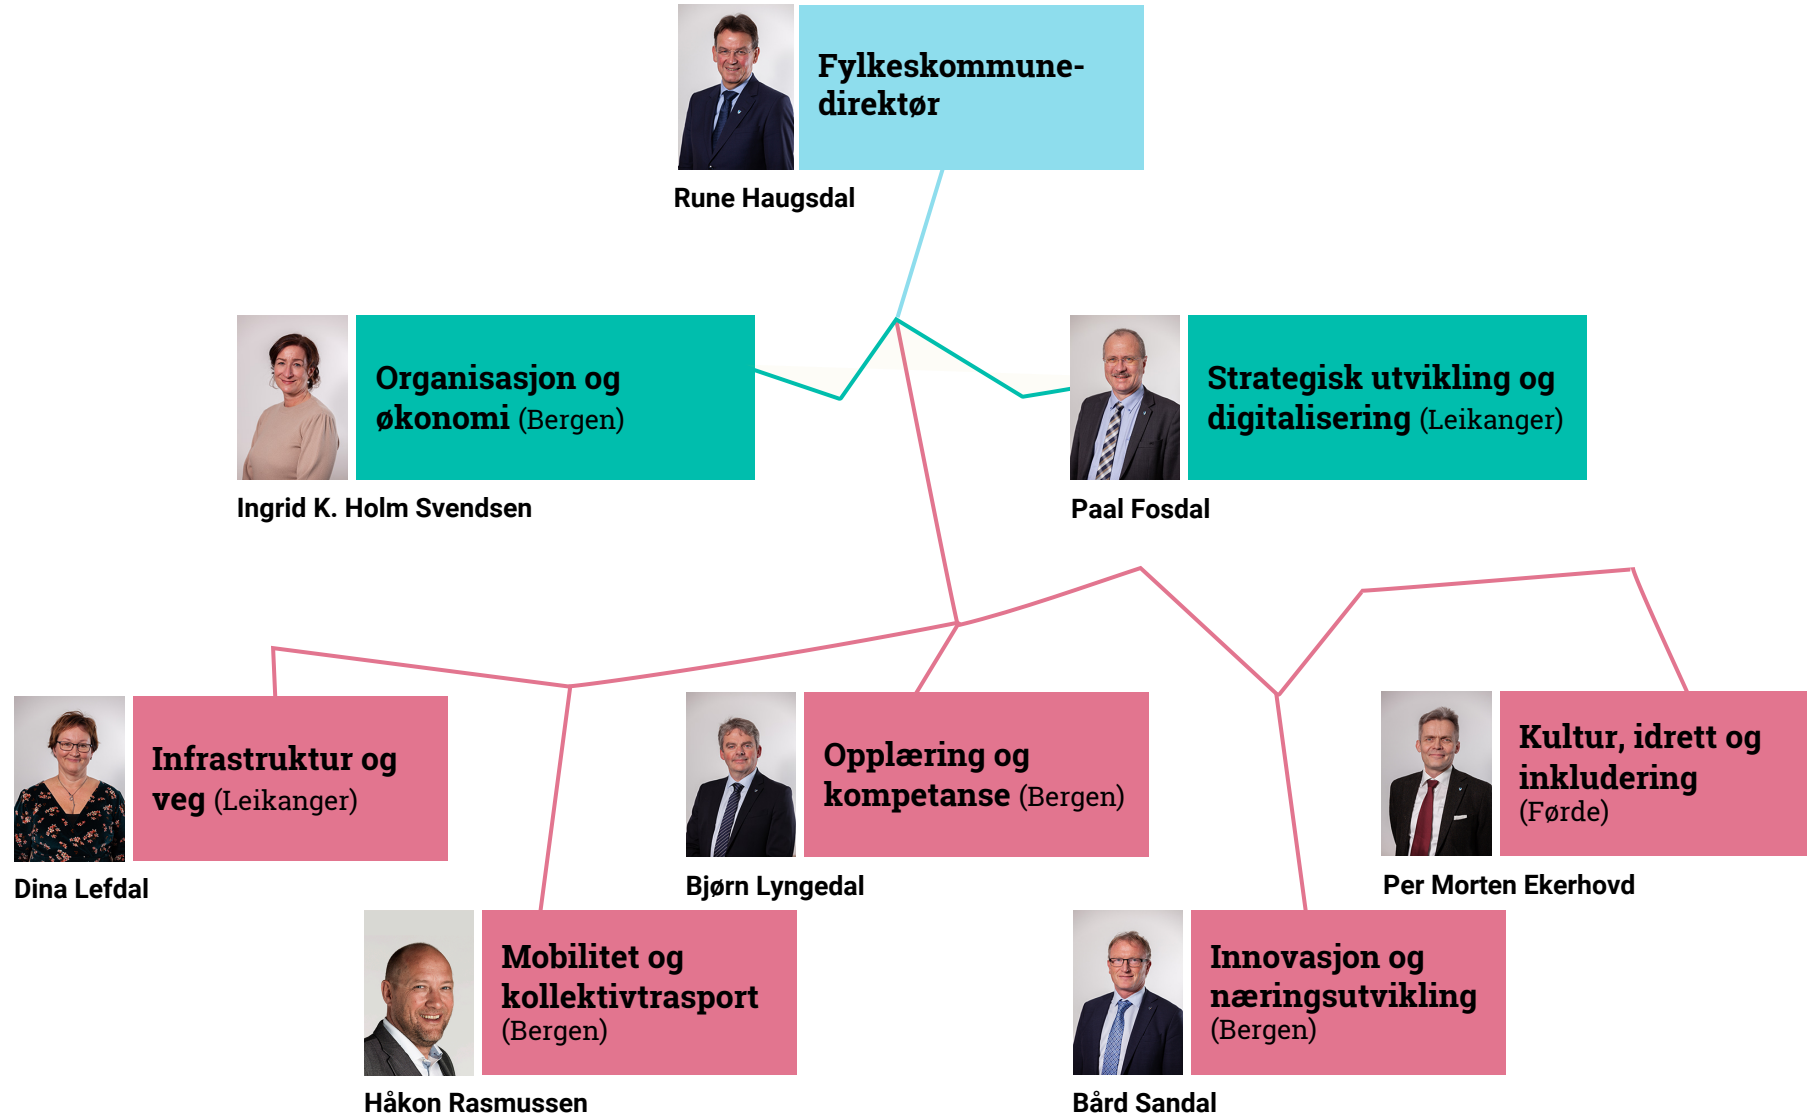 Fylkeskommune-
direktør
Rune Haugsdal
Organisasjon og
økonomi (Bergen)
Ingrid K. Holm Svendsen
Strategisk utvikling og
digitalisering (Leikanger)
Paal Fosdal
Infrastruktur og
veg (Leikanger)
Dina Lefdal
Opplæring og
kompetanse (Bergen)
Bjørn Lyngedal
Kultur, idrett og
inkludering
(Førde)
Per Morten Ekerhovd
Mobilitet og
kollektivtrasport
(Bergen)
Håkon Rasmussen
Innovasjon og
næringsutvikling
(Bergen)
Bård Sandal